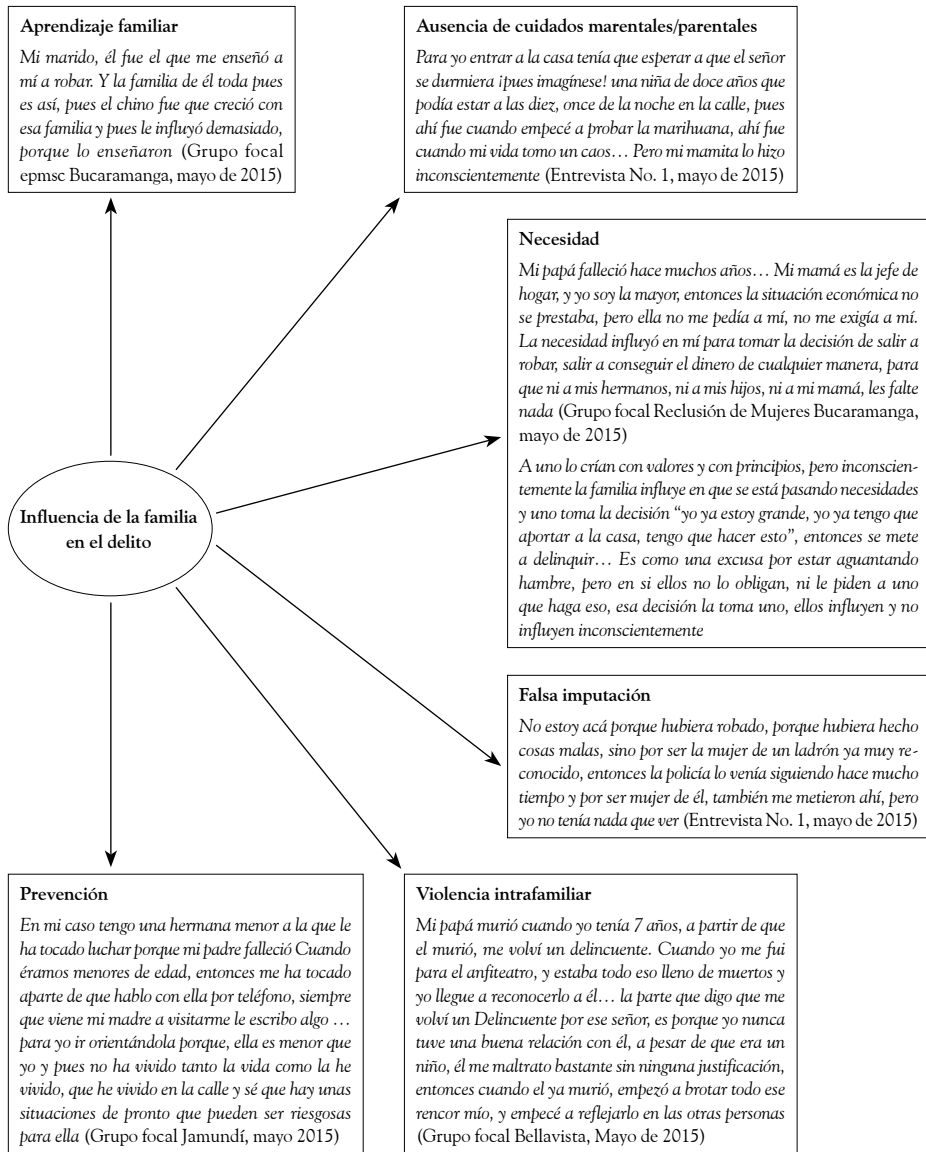 Aprendizaje familiar
Mi marido, él fue el que me enseñó a
mí a robar. Y la familia de él toda pues
es así, pues el chino fue que creció con
esa familia y pues le influyó demasiado,
porque lo enseñaron (Grupo focal
epmsc Bucaramanga, mayo de 2015)
Ausencia de cuidados marentales/parentales
Para yo entrar a la casa tenía que esperar a que el señor
se durmiera ¡pues imagínese! una niña de doce años que
podía estar a las diez, once de la noche en la calle, pues
ahí fue cuando empecé a probar la marihuana, ahí fue
cuando mi vida tomo un caos… Pero mi mamita lo hizo
inconscientemente (Entrevista No. 1, mayo de 2015)
Necesidad
Mi papá falleció hace muchos años… Mi mamá es la jefe de
hogar, y yo soy la mayor, entonces la situación económica no
se prestaba, pero ella no me pedía a mí, no me exigía a mí.
La necesidad influyó en mí para tomar la decisión de salir a
robar, salir a conseguir el dinero de cualquier manera, para
que ni a mis hermanos, ni a mis hijos, ni a mi mamá, les falte
nada (Grupo focal Reclusión de Mujeres Bucaramanga,
mayo de 2015)
A uno lo crían con valores y con principios, pero inconscien-
temente la familia influye en que se está pasando necesidades
y uno toma la decisión “yo ya estoy grande, yo ya tengo que
aportar a la casa, tengo que hacer esto”, entonces se mete
a delinquir… Es como una excusa por estar aguantando
hambre, pero en si ellos no lo obligan, ni le piden a uno
que haga eso, esa decisión la toma uno, ellos influyen y no
influyen inconscientemente
Influencia de la familia
en el delito
Falsa imputación
No estoy acá porque hubiera robado, porque hubiera hecho
cosas malas, sino por ser la mujer de un ladrón ya muy re-
conocido, entonces la policía lo venía siguiendo hace mucho
tiempo y por ser mujer de él, también me metieron ahí, pero
yo no tenía nada que ver (Entrevista No. 1, mayo de 2015)
Prevención
En mi caso tengo una hermana menor a la que le
ha tocado luchar porque mi padre falleció Cuando
éramos menores de edad, entonces me ha tocado
aparte de que hablo con ella por teléfono, siempre
que viene mi madre a visitarme le escribo algo …
para yo ir orientándola porque, ella es menor que
yo y pues no ha vivido tanto la vida como la he
vivido, que he vivido en la calle y sé que hay unas
situaciones de pronto que pueden ser riesgosas
para ella (Grupo focal Jamundí, mayo 2015)
Violencia intrafamiliar
Mi papá murió cuando yo tenía 7 años, a partir de que
el murió, me volví un delincuente. Cuando yo me fui
para el anfiteatro, y estaba todo eso lleno de muertos y
yo llegue a reconocerlo a él… la parte que digo que me
volví un Delincuente por ese señor, es porque yo nunca
tuve una buena relación con él, a pesar de que era un
niño, él me maltrato bastante sin ninguna justificación,
entonces cuando el ya murió, empezó a brotar todo ese
rencor mío, y empecé a reflejarlo en las otras personas
(Grupo focal Bellavista, Mayo de 2015)